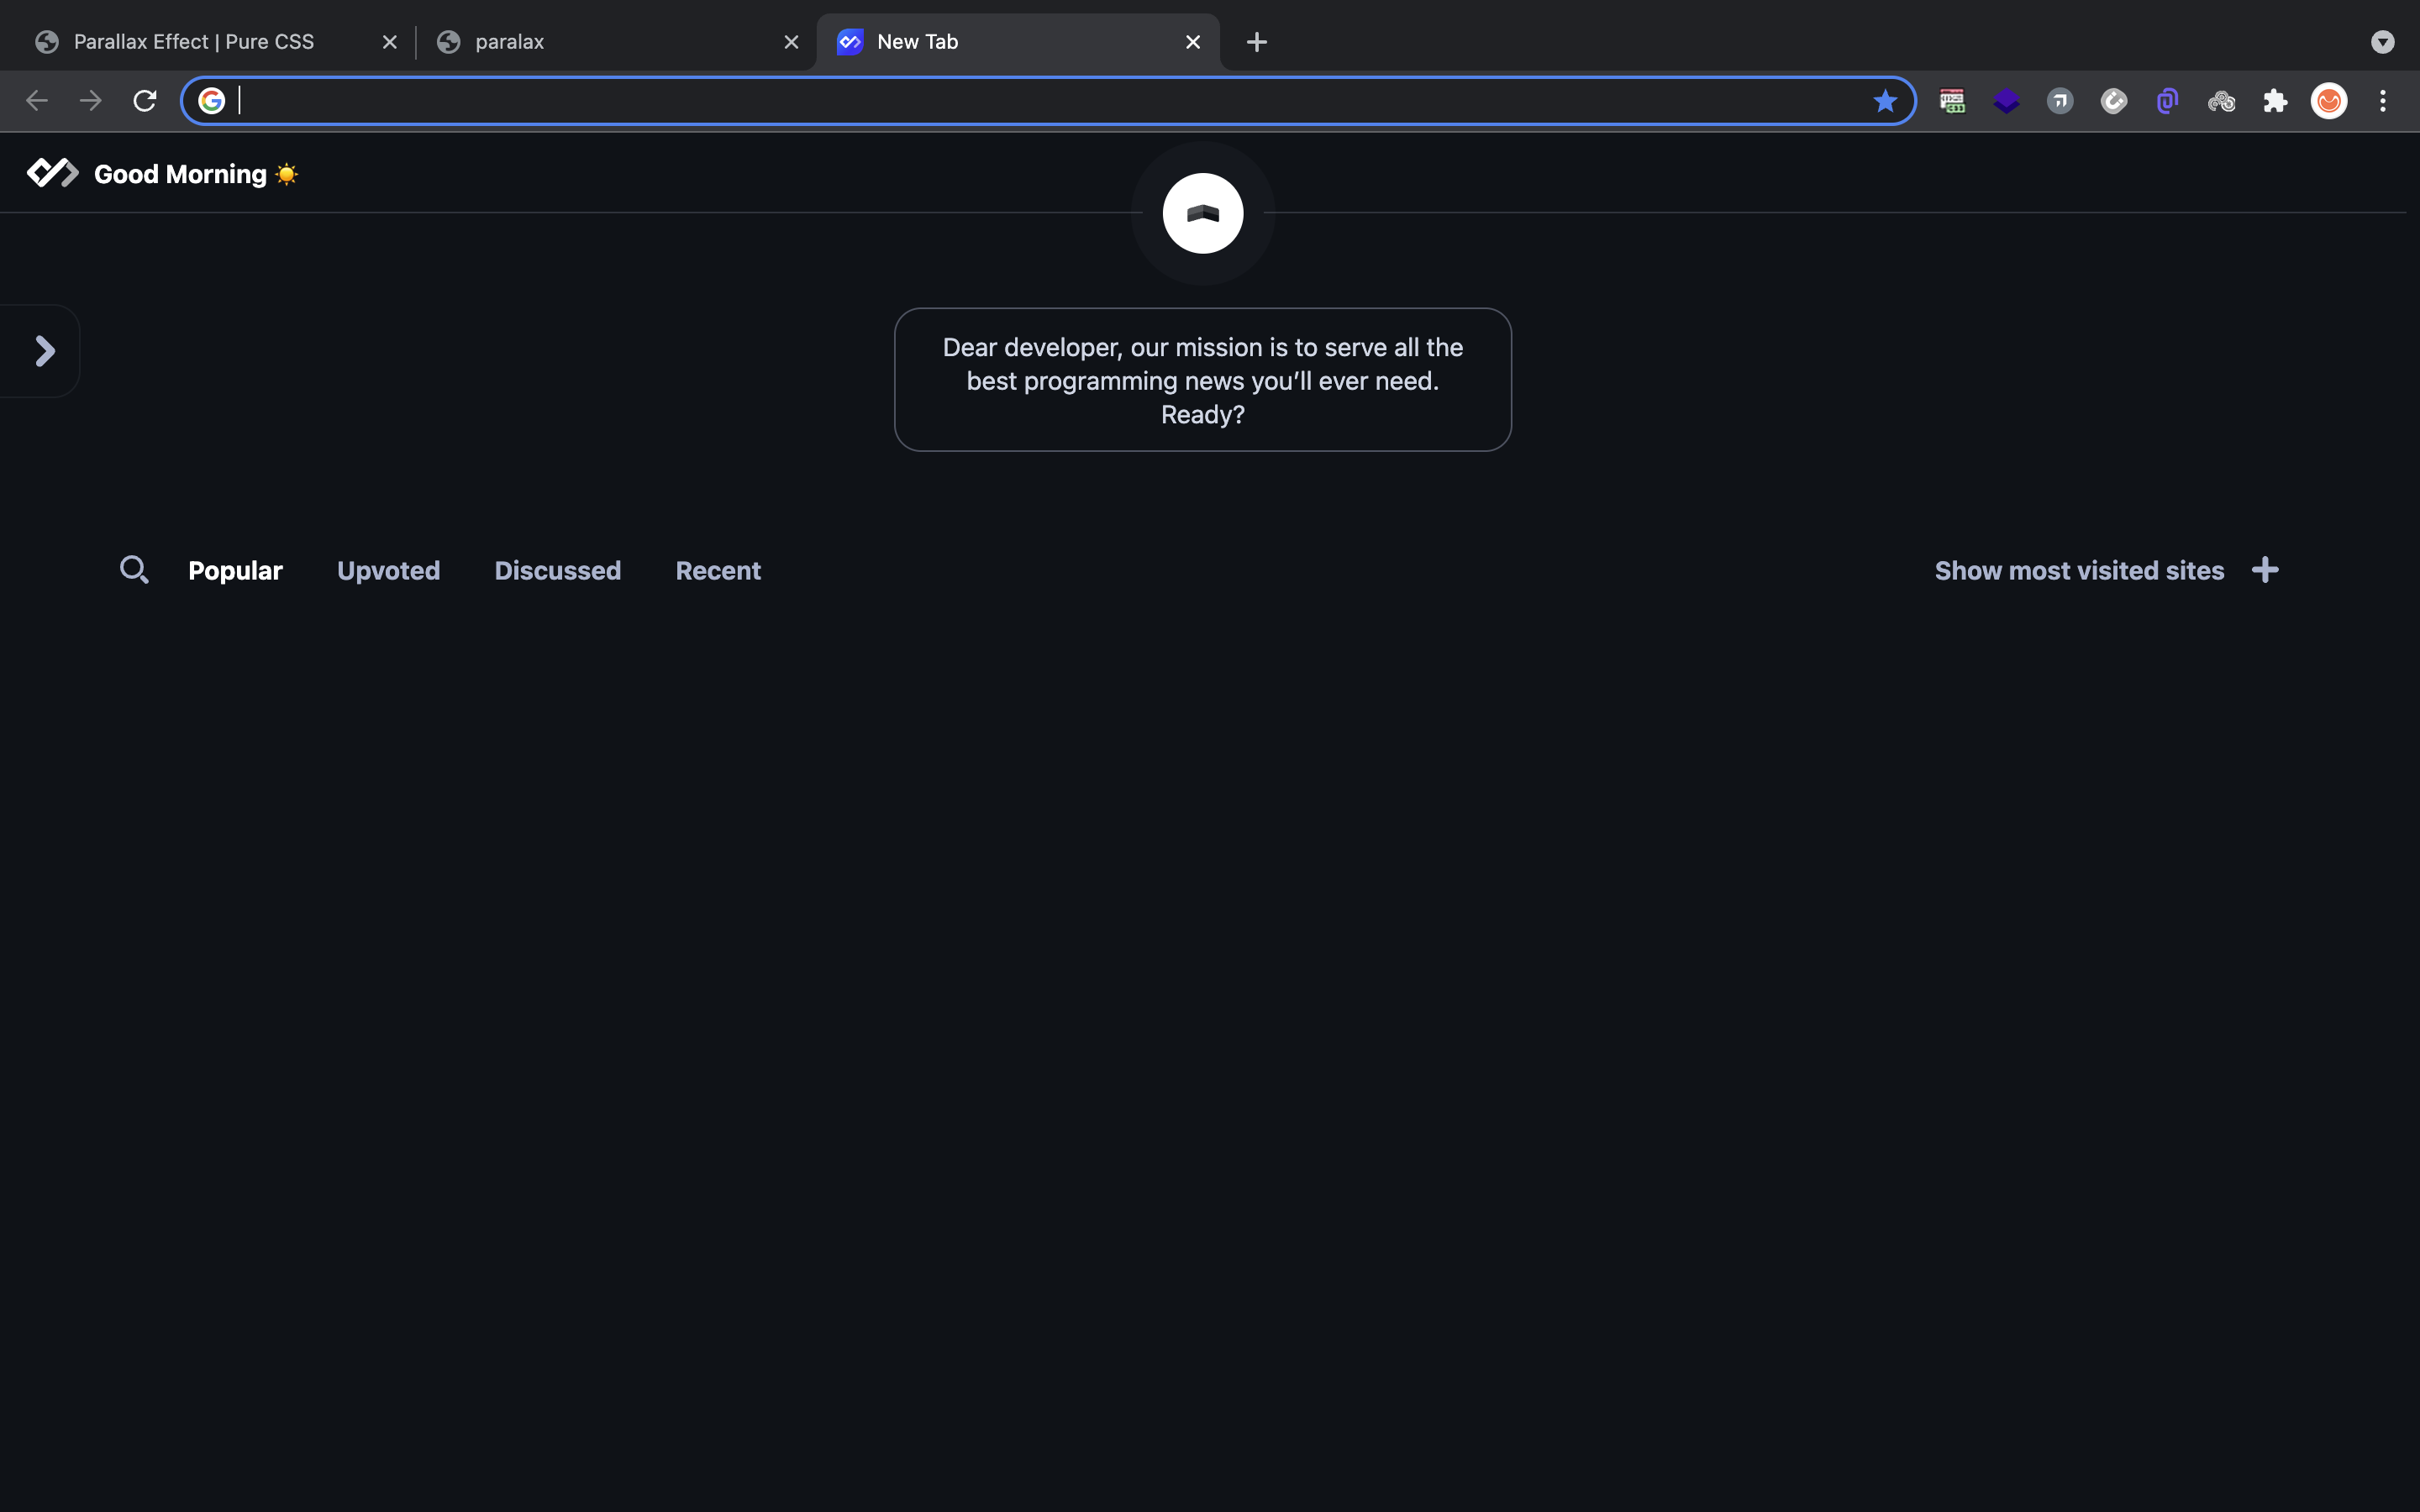 Parallax Effect | Pure CSS
paralax
New Tab
Good Morning ☀️
Dear developer, our mission is to serve all the
best programming news you’ll ever need.
Ready?
Popular
Upvoted
Discussed
Recent
Show most visited sites